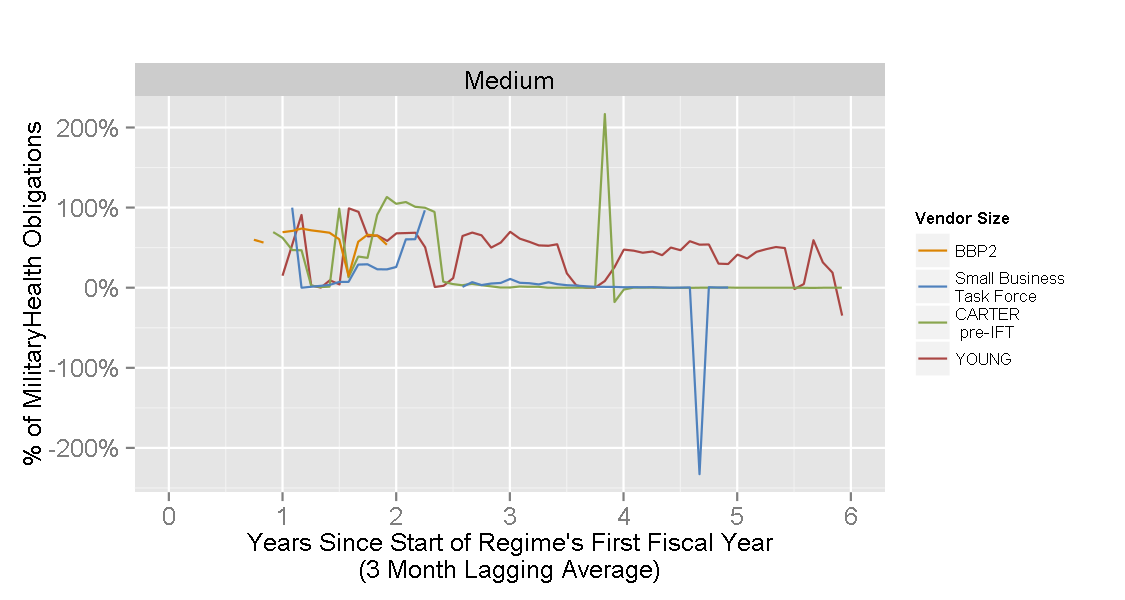 Medium
% of MilitaryHealth Obligations
200%
100%
0%
-100%
-200%
0 1 2 3 4 5 6
Years Since Start of Regime's First Fiscal Year
(3 Month Lagging Average)
Vendor Size
BBP2
Small Business
Task Force
CARTER
pre-IFT
YOUNG